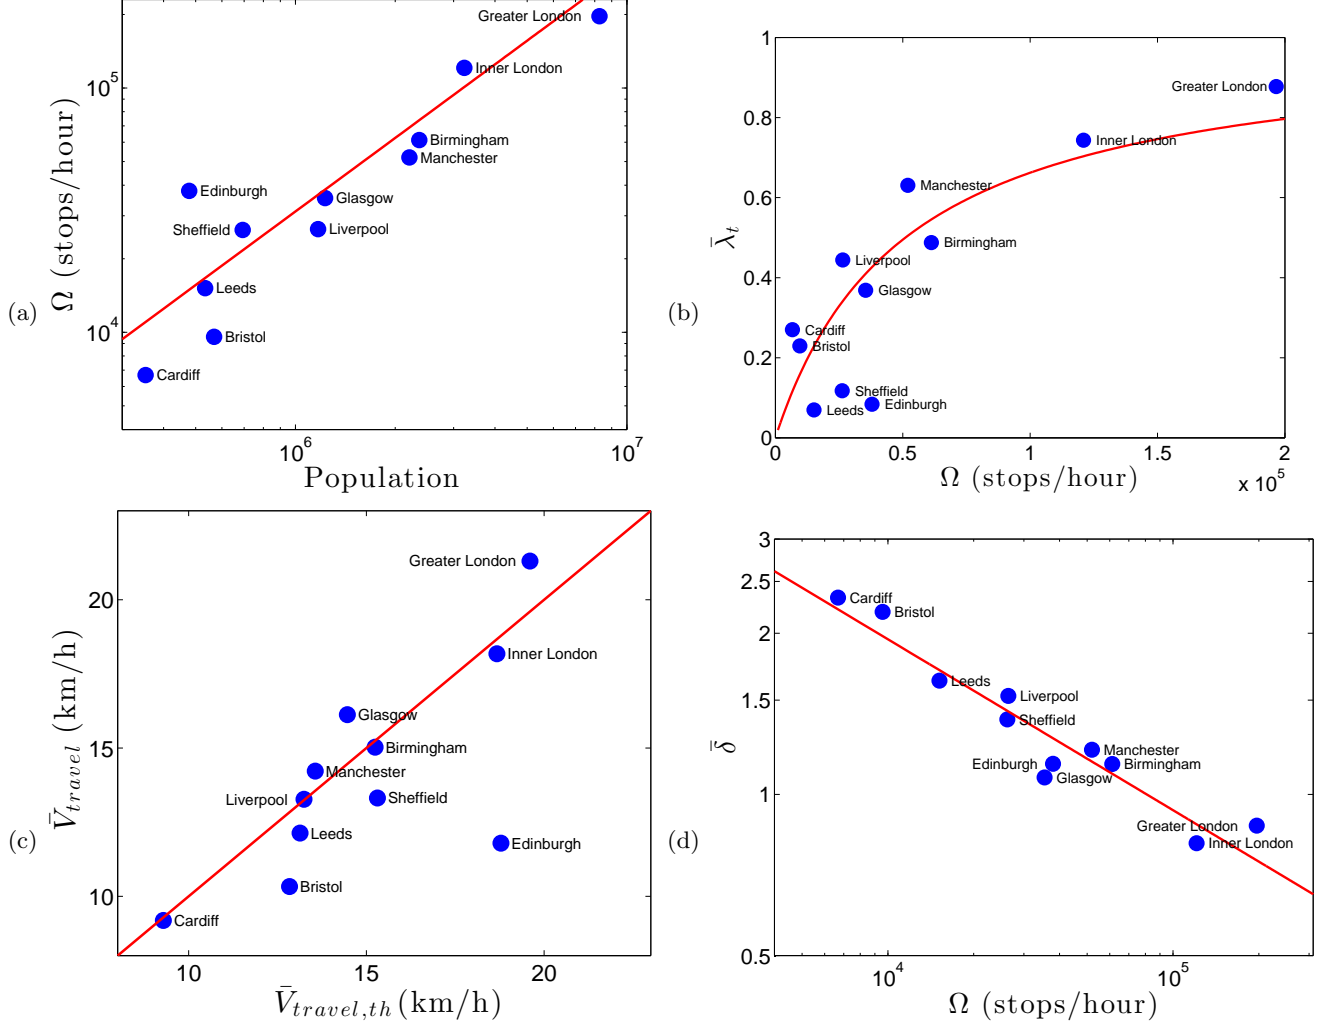 (a)
Ω (stops/hour)
10^5
10^4
Greater London
Inner London
Birmingham
Manchester
Edinburgh
Glasgow
Sheffield
Liverpool
Leeds
Bristol
Cardiff
10^6
10^7
Population
(b)
λ̄_t
1
0.8
0.6
0.4
0.2
0
Greater London
Inner London
Manchester
Birmingham
Liverpool
Glasgow
Cardiff
Bristol
Sheffield
Edinburgh
Leeds
0
0.5
1
1.5
2
x 10^5
Ω (stops/hour)
(c)
V̄_travel (km/h)
20
15
10
Greater London
Inner London
Glasgow
Birmingham
Manchester
Liverpool
Sheffield
Leeds
Edinburgh
Bristol
Cardiff
10
15
20
V̄_travel,th (km/h)
(d)
δ̄
3
2.5
2
1.5
1
0.5
Cardiff
Bristol
Leeds
Liverpool
Sheffield
Manchester
Edinburgh
Birmingham
Glasgow
Greater London
Inner London
10^4
10^5
Ω (stops/hour)